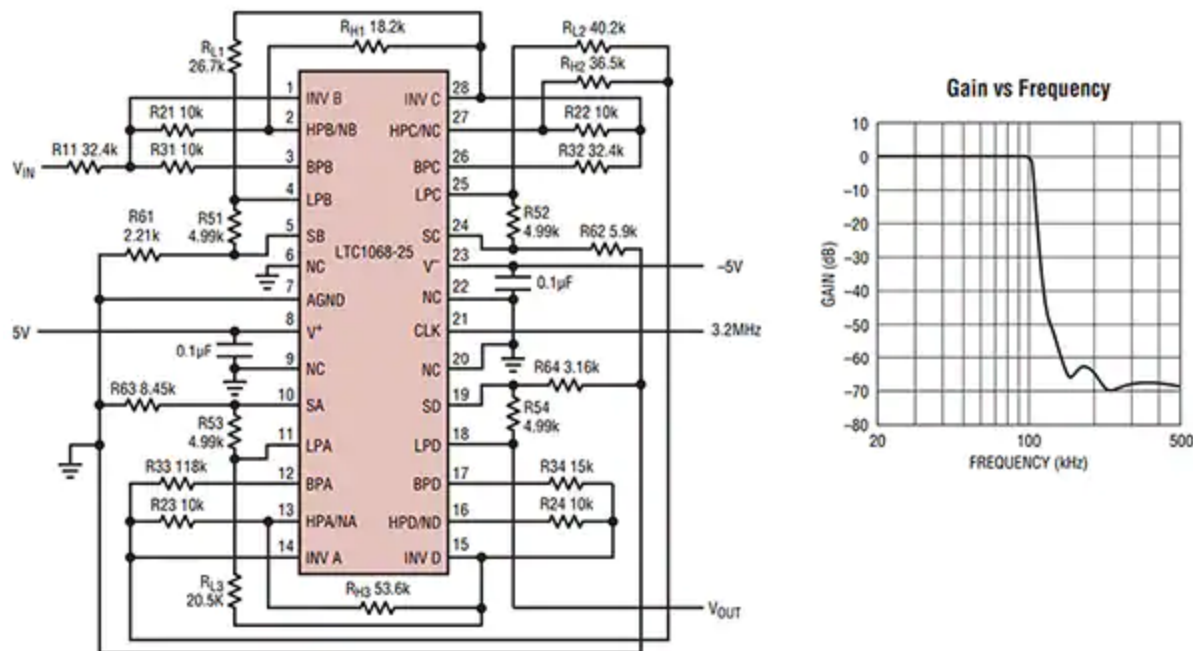 RL1
26.7k
RH1 18.2k
RL2 40.2k
RH2 36.5k
1
INV B
INV C
28
R21 10k
2
HPB/NB
HPC/NC
27
R22 10k
R11 32.4k
VIN
R31 10k
3
BPB
BPC
26
R32 32.4k
4
LPB
LPC
25
R61
2.21k
R51
4.99k
5
SB
SC
24
R52
4.99k
R62 5.9k
LTC1068-25
6
NC
V–
23
–5V
0.1µF
7
AGND
NC
22
5V
8
V+
CLK
21
3.2MHz
0.1µF
9
NC
NC
20
R63 8.45k
10
SA
SD
19
R64 3.16k
R53
4.99k
R54
4.99k
11
LPA
LPD
18
R33 118k
12
BPA
BPD
17
R34 15k
R23 10k
13
HPA/NA
HPD/ND
16
R24 10k
14
INV A
INV D
15
RL3
20.5K
RH3 53.6k
VOUT
Gain vs Frequency
GAIN (dB)
10
0
–10
–20
–30
–40
–50
–60
–70
–80
20
100
500
FREQUENCY (kHz)